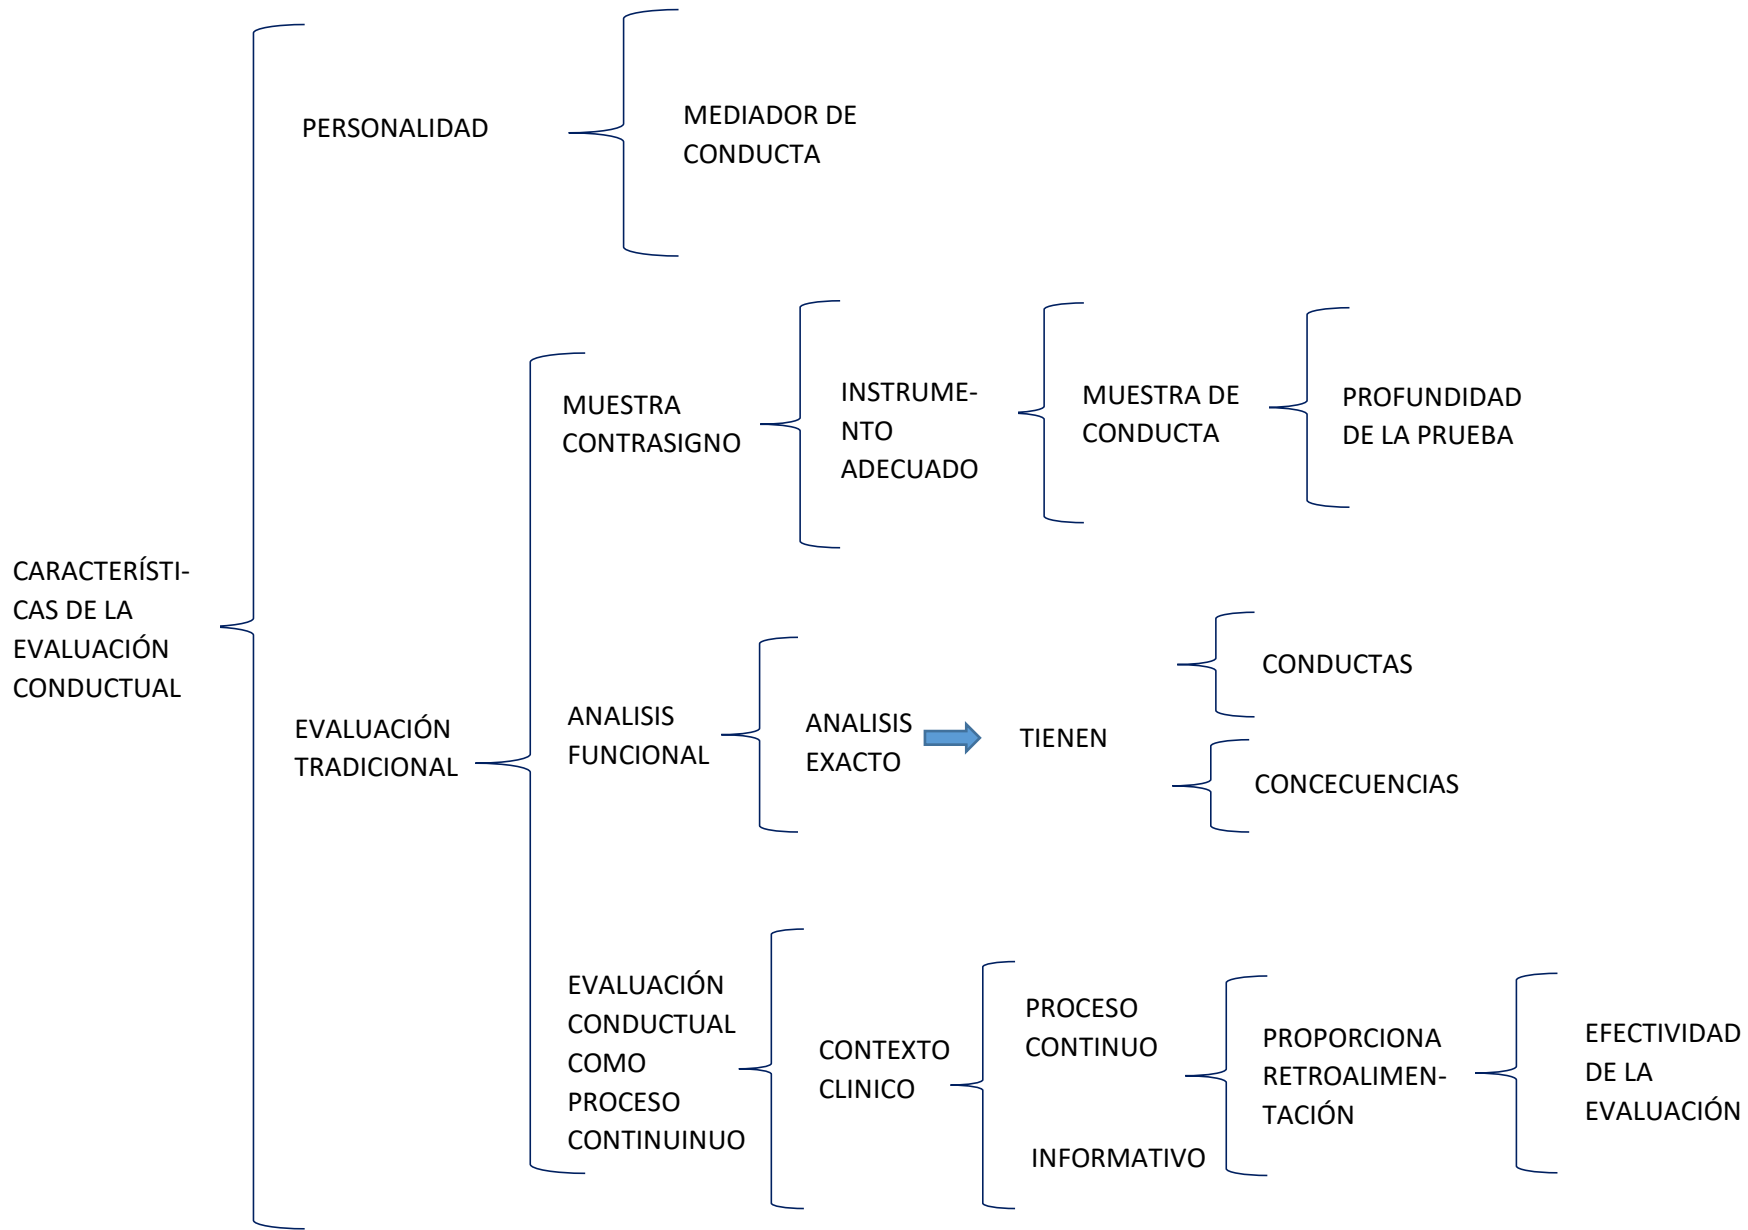 CARACTERÍSTI-
CAS DE LA
EVALUACIÓN
CONDUCTUAL
PERSONALIDAD
MEDIADOR DE
CONDUCTA
EVALUACIÓN
TRADICIONAL
MUESTRA
CONTRASIGNO
INSTRUME-
NTO
ADECUADO
MUESTRA DE
CONDUCTA
PROFUNDIDAD
DE LA PRUEBA
ANALISIS
FUNCIONAL
ANALISIS
EXACTO
TIENEN
CONDUCTAS
CONCECUENCIAS
EVALUACIÓN
CONDUCTUAL
COMO
PROCESO
CONTINUINUO
CONTEXTO
CLINICO
PROCESO
CONTINUO
INFORMATIVO
PROPORCIONA
RETROALIMEN-
TACIÓN
EFECTIVIDAD
DE LA
EVALUACIÓN